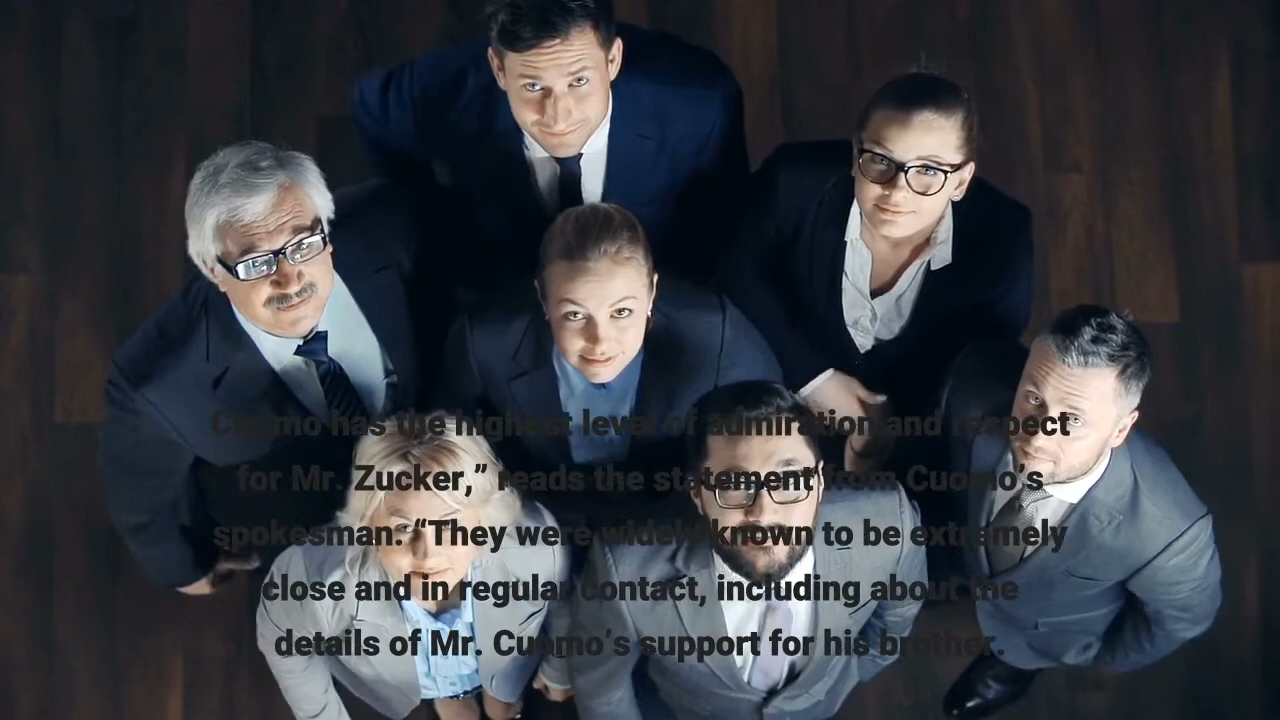 Cuomo has the highest level of admiration and respect
for Mr. Zucker,” reads the statement from Cuomo’s
spokesman. “They were widely known to be extremely
close and in regular contact, including about the
details of Mr. Cuomo’s support for his brother.